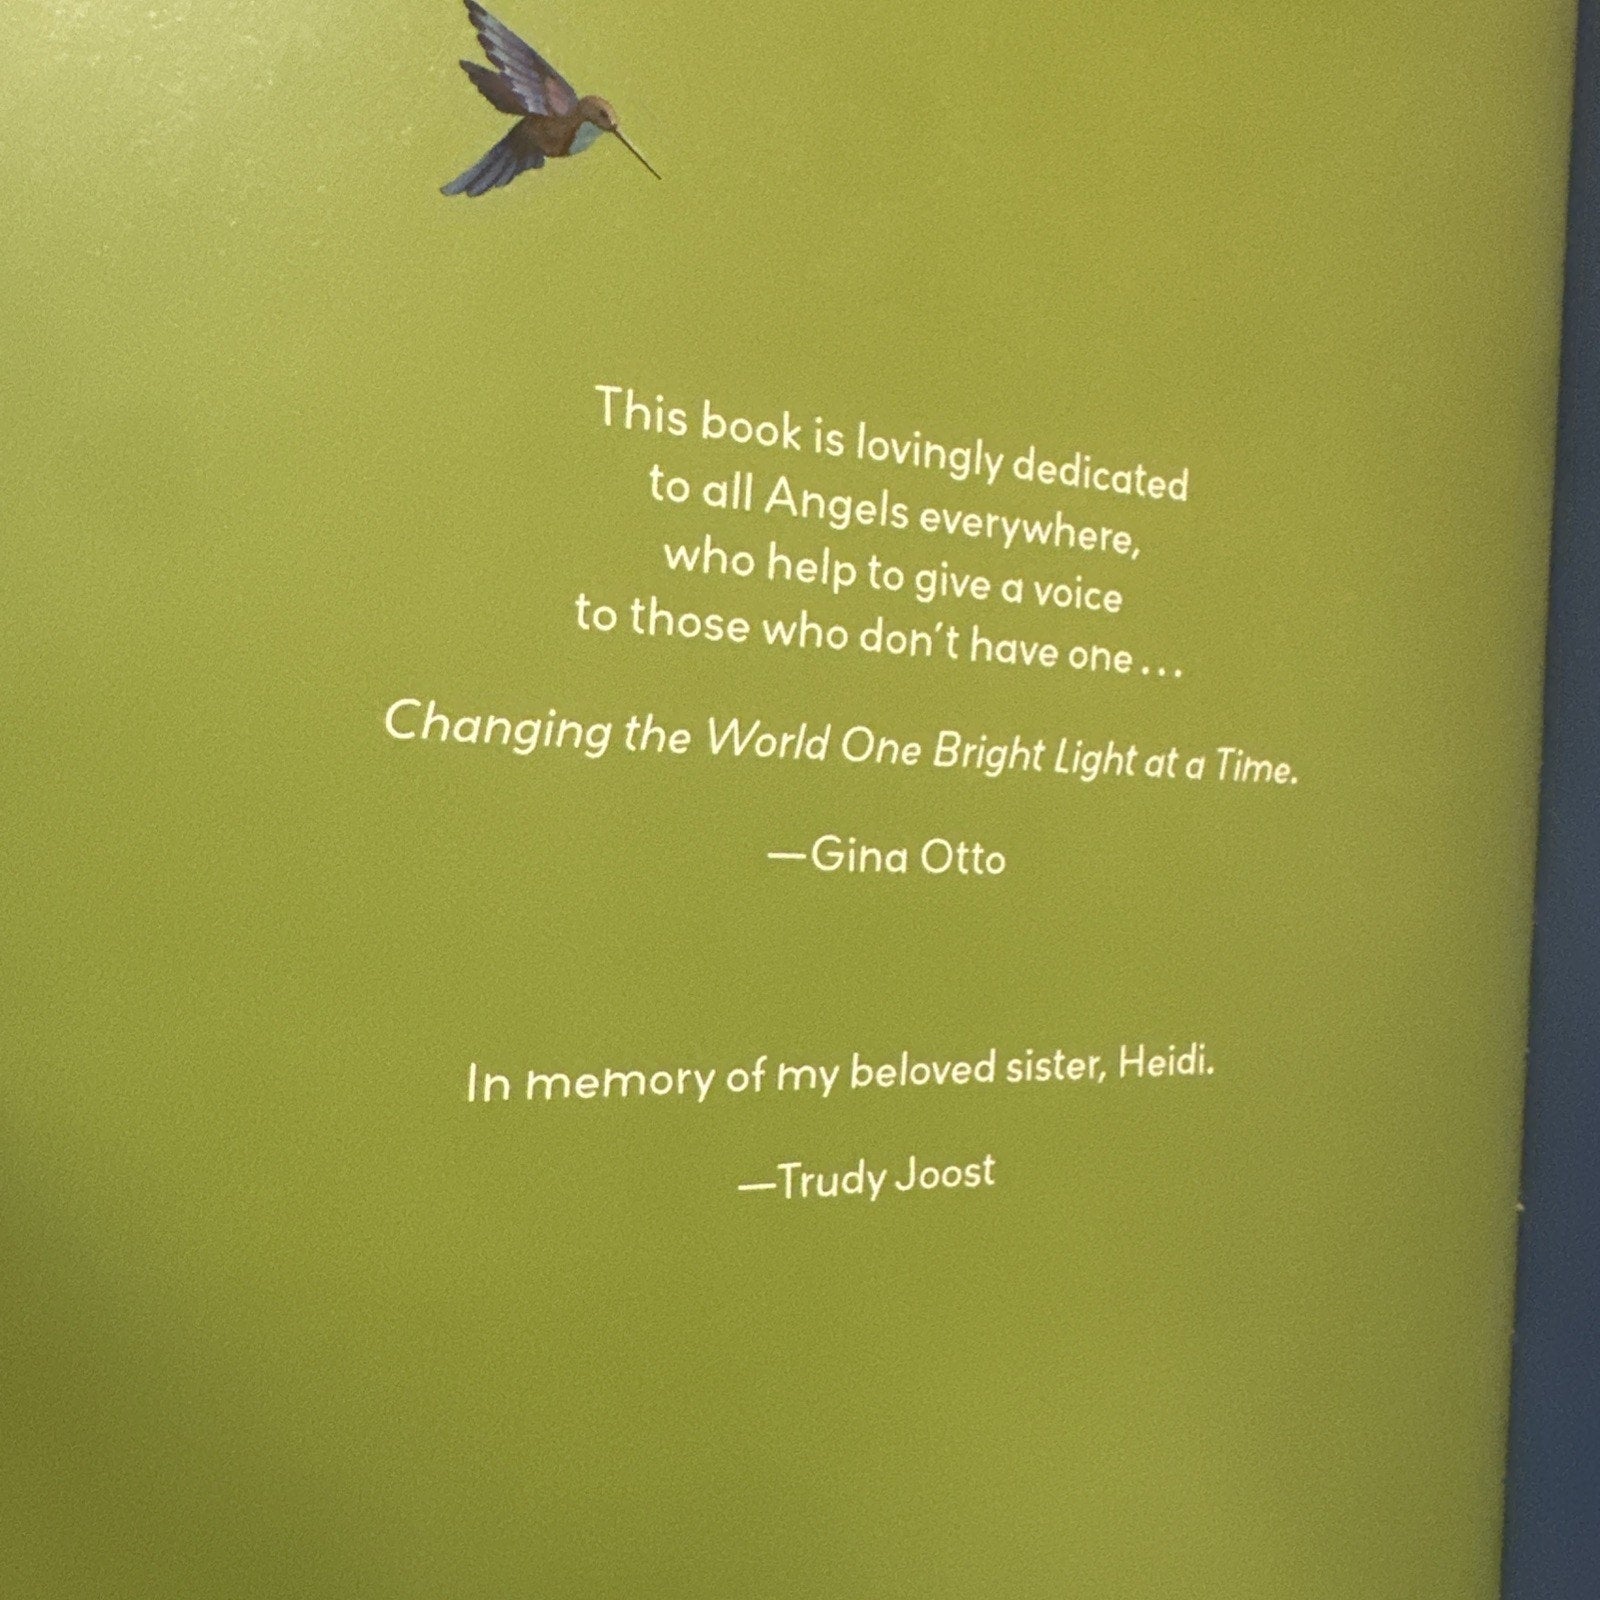 This book is lovingly dedicated
to all Angels everywhere,
who help to give a voice
to those who don't have one...
Changing the World One Bright Light at a Time.
—Gina Otto
In memory of my beloved sister, Heidi.
—Trudy Joost